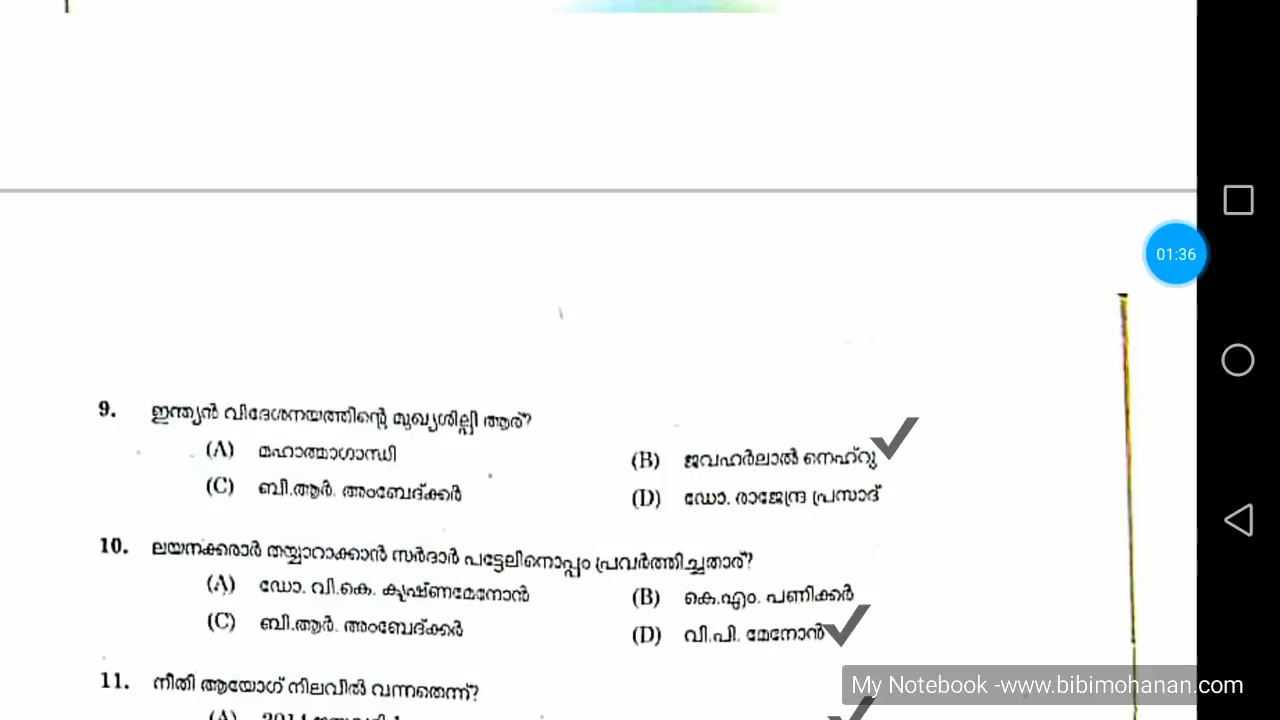 01:36
9. ഇന്ത്യൻ വിദേശനയത്തിന്റെ മുഖ്യശില്പി ആര്?
(A) മഹാത്മാഗാന്ധി (B) ജവഹർലാൽ നെഹ്റു
(C) ബി.ആർ. അംബേദ്ക്കർ (D) ഡോ. രാജേന്ദ്ര പ്രസാദ്
10. ലയനക്കരാർ തയ്യാറാക്കാൻ സർദാർ പട്ടേലിനൊപ്പം പ്രവർത്തിച്ചതാര്?
(A) ഡോ. വി.കെ. കൃഷ്ണമേനോൻ (B) കെ.എം. പണിക്കർ
(C) ബി.ആർ. അംബേദ്ക്കർ (D) വി.പി. മേനോൻ
11. നീതി ആയോഗ് നിലവിൽ വന്നതെന്ന്?
(A) 2014
My Notebook -www.bibimohanan.com